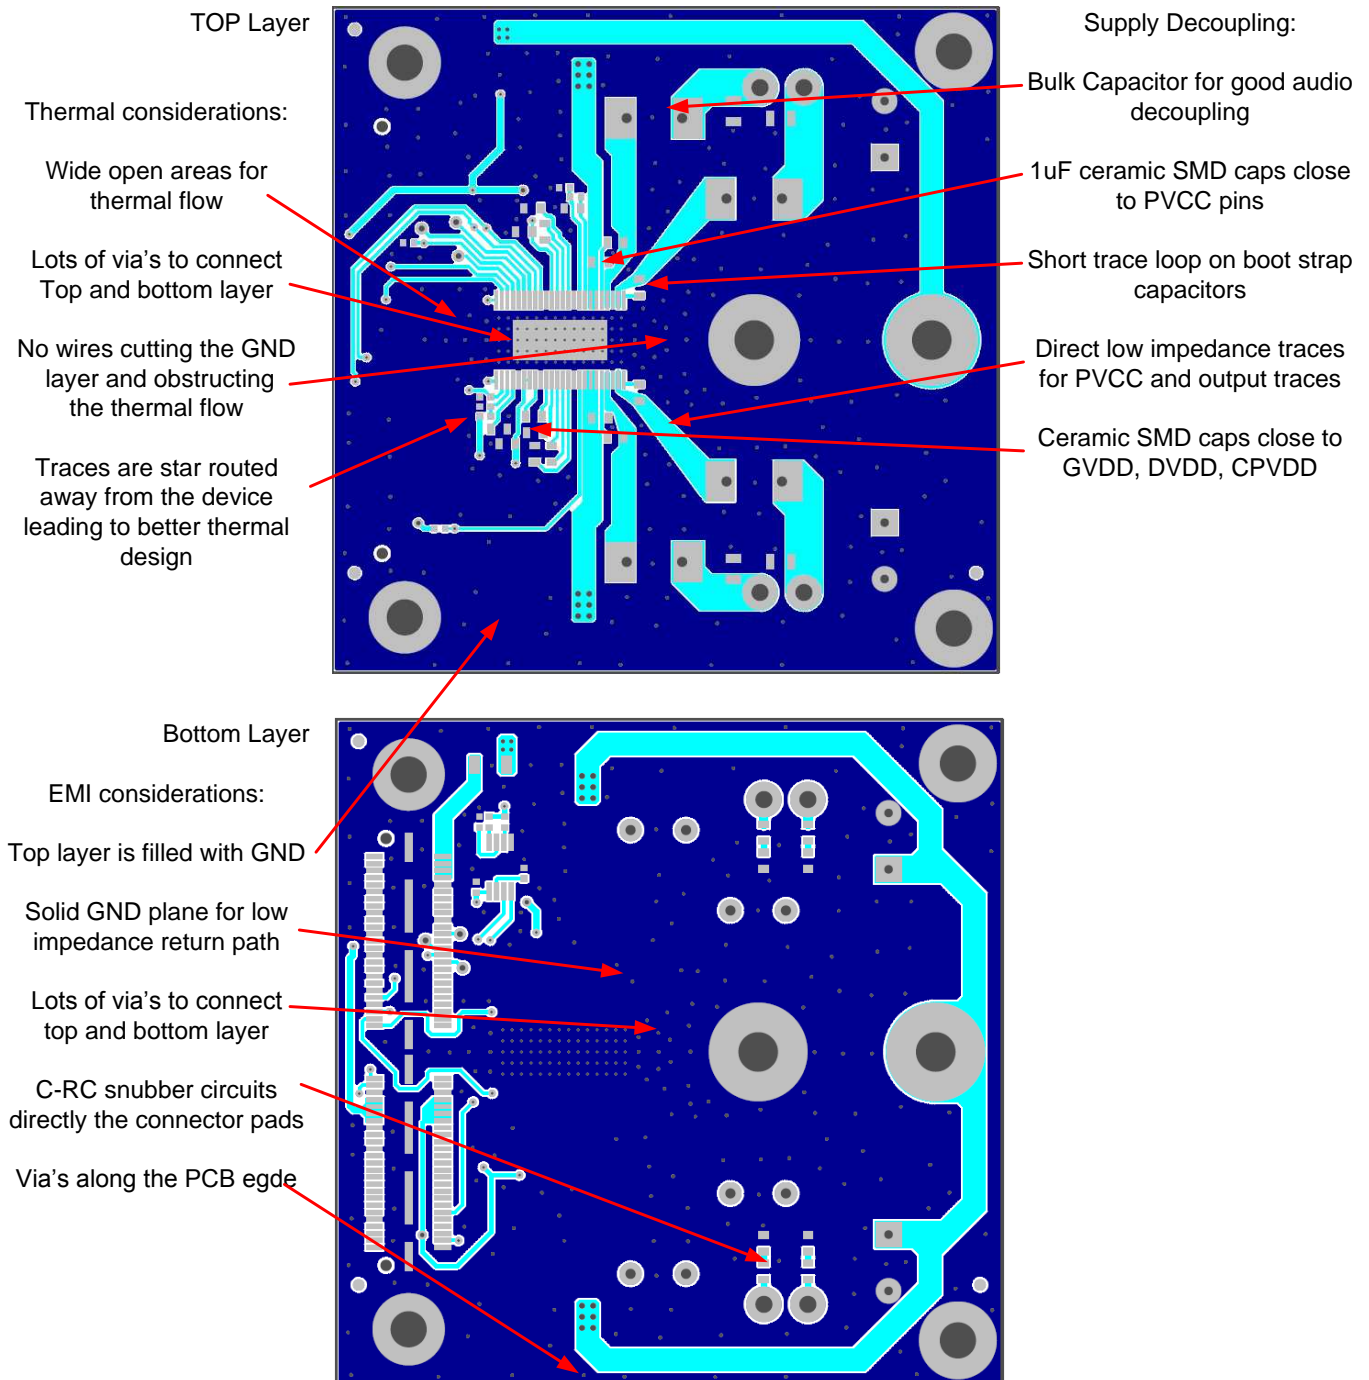 TOP Layer
Thermal considerations:
Wide open areas for
thermal flow
Lots of via's to connect
Top and bottom layer
No wires cutting the GND
layer and obstructing
the thermal flow
Traces are star routed
away from the device
leading to better thermal
design
Supply Decoupling:
Bulk Capacitor for good audio
decoupling
1uF ceramic SMD caps close
to PVCC pins
Short trace loop on boot strap
capacitors
Direct low impedance traces
for PVCC and output traces
Ceramic SMD caps close to
GVDD, DVDD, CPVDD
Bottom Layer
EMI considerations:
Top layer is filled with GND
Solid GND plane for low
impedance return path
Lots of via's to connect
top and bottom layer
C-RC snubber circuits
directly the connector pads
Via's along the PCB egde